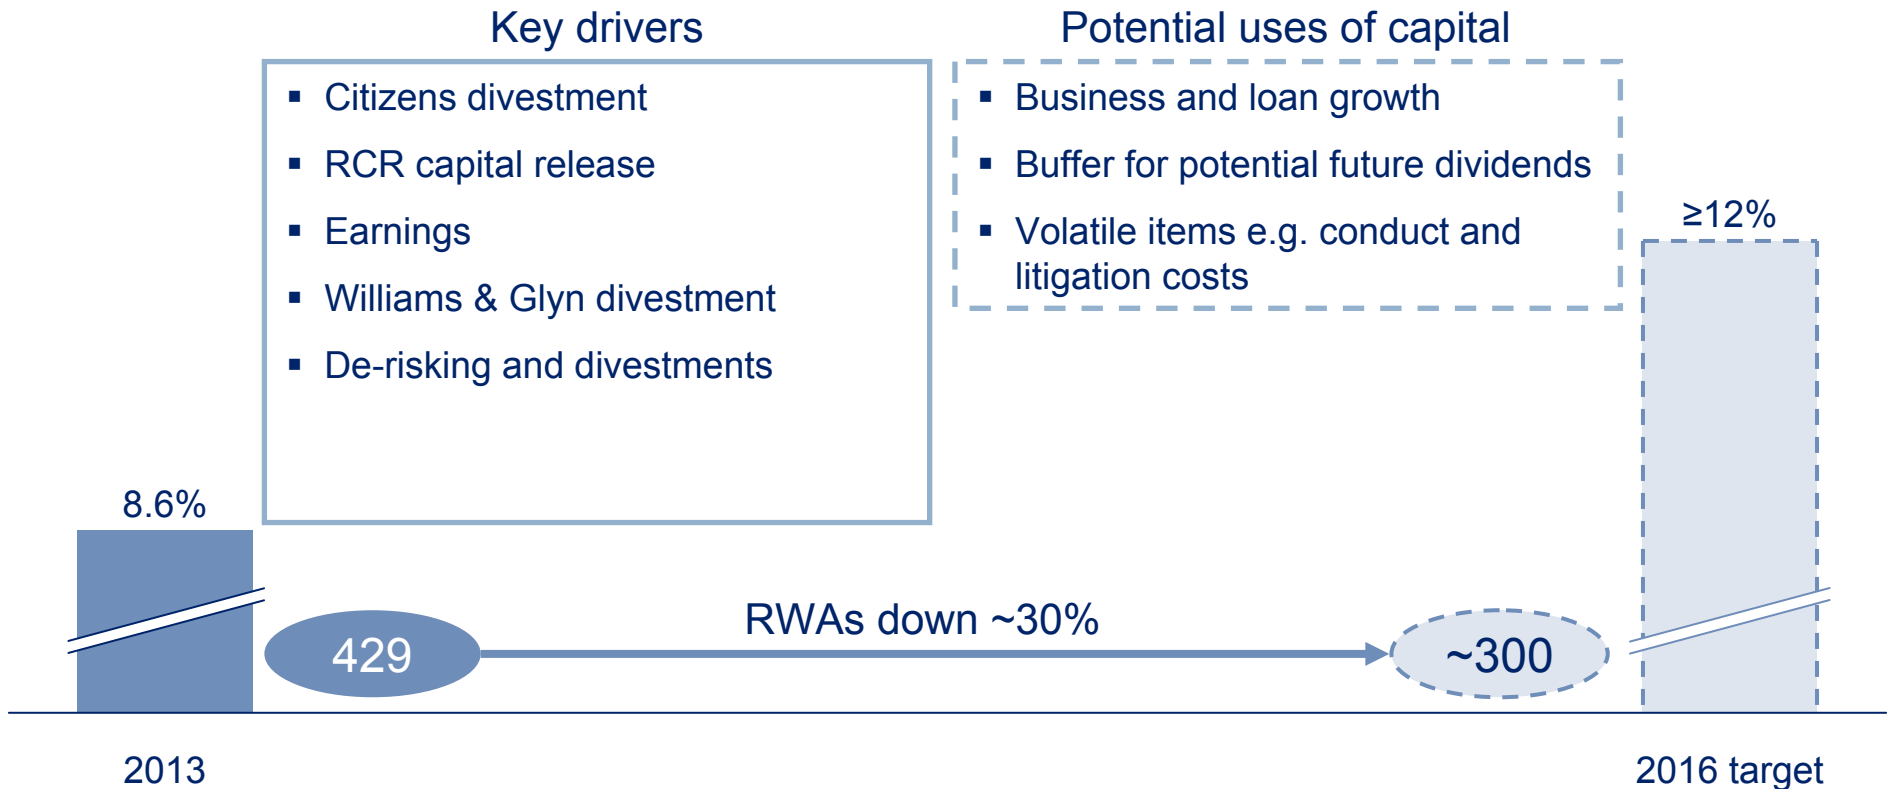 Key drivers
▪ Citizens divestment
▪ RCR capital release
▪ Earnings
▪ Williams & Glyn divestment
▪ De-risking and divestments
Potential uses of capital
▪ Business and loan growth
▪ Buffer for potential future dividends
▪ Volatile items e.g. conduct and
litigation costs
≥12%
8.6%
RWAs down ~30%
429
~300
2013
2016 target